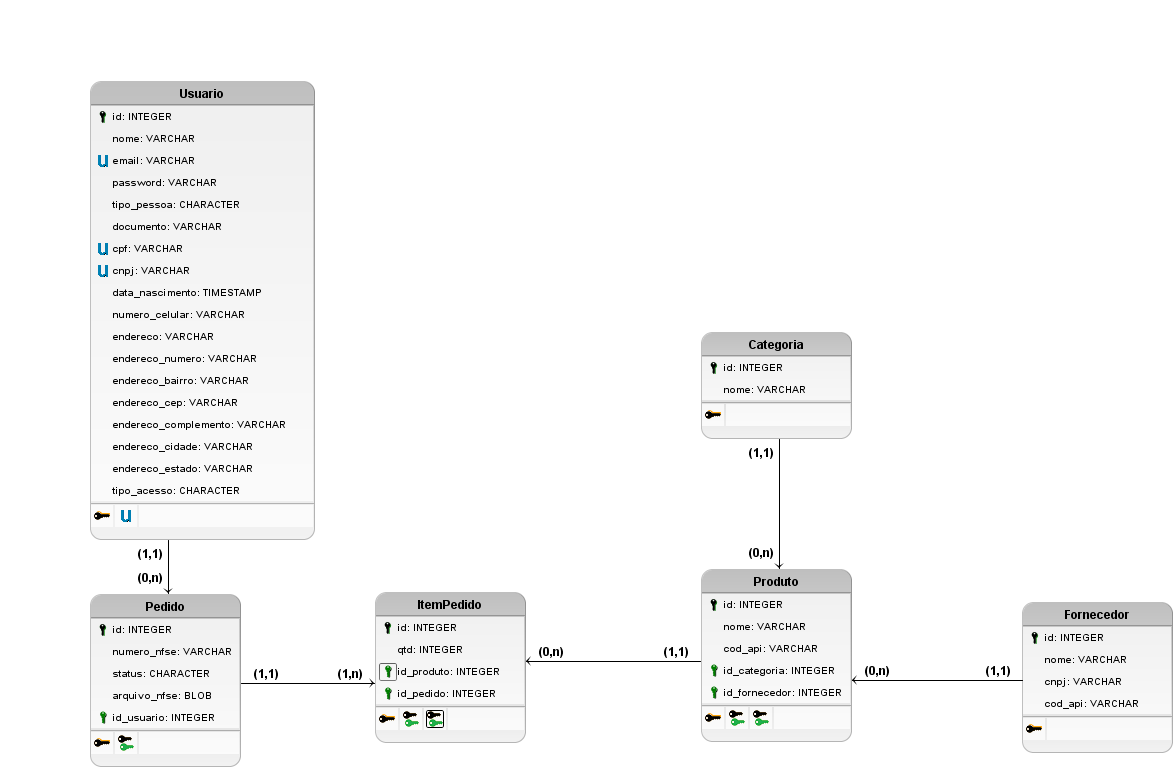 Usuario
id: INTEGER
nome: VARCHAR
U email: VARCHAR
password: VARCHAR
tipo_pessoa: CHARACTER
documento: VARCHAR
U cpf: VARCHAR
U cnpj: VARCHAR
data_nascimento: TIMESTAMP
numero_celular: VARCHAR
endereco: VARCHAR
endereco_numero: VARCHAR
endereco_bairro: VARCHAR
endereco_cep: VARCHAR
endereco_complemento: VARCHAR
endereco_cidade: VARCHAR
endereco_estado: VARCHAR
tipo_acesso: CHARACTER
U
(1,1)
(0,n)
Pedido
id: INTEGER
numero_nfse: VARCHAR
status: CHARACTER
arquivo_nfse: BLOB
id_usuario: INTEGER
(1,1)
(1,n)
ItemPedido
id: INTEGER
qtd: INTEGER
id_produto: INTEGER
id_pedido: INTEGER
(0,n)
(1,1)
Categoria
id: INTEGER
nome: VARCHAR
(1,1)
(0,n)
Produto
id: INTEGER
nome: VARCHAR
cod_api: VARCHAR
id_categoria: INTEGER
id_fornecedor: INTEGER
(0,n)
(1,1)
Fornecedor
id: INTEGER
nome: VARCHAR
cnpj: VARCHAR
cod_api: VARCHAR